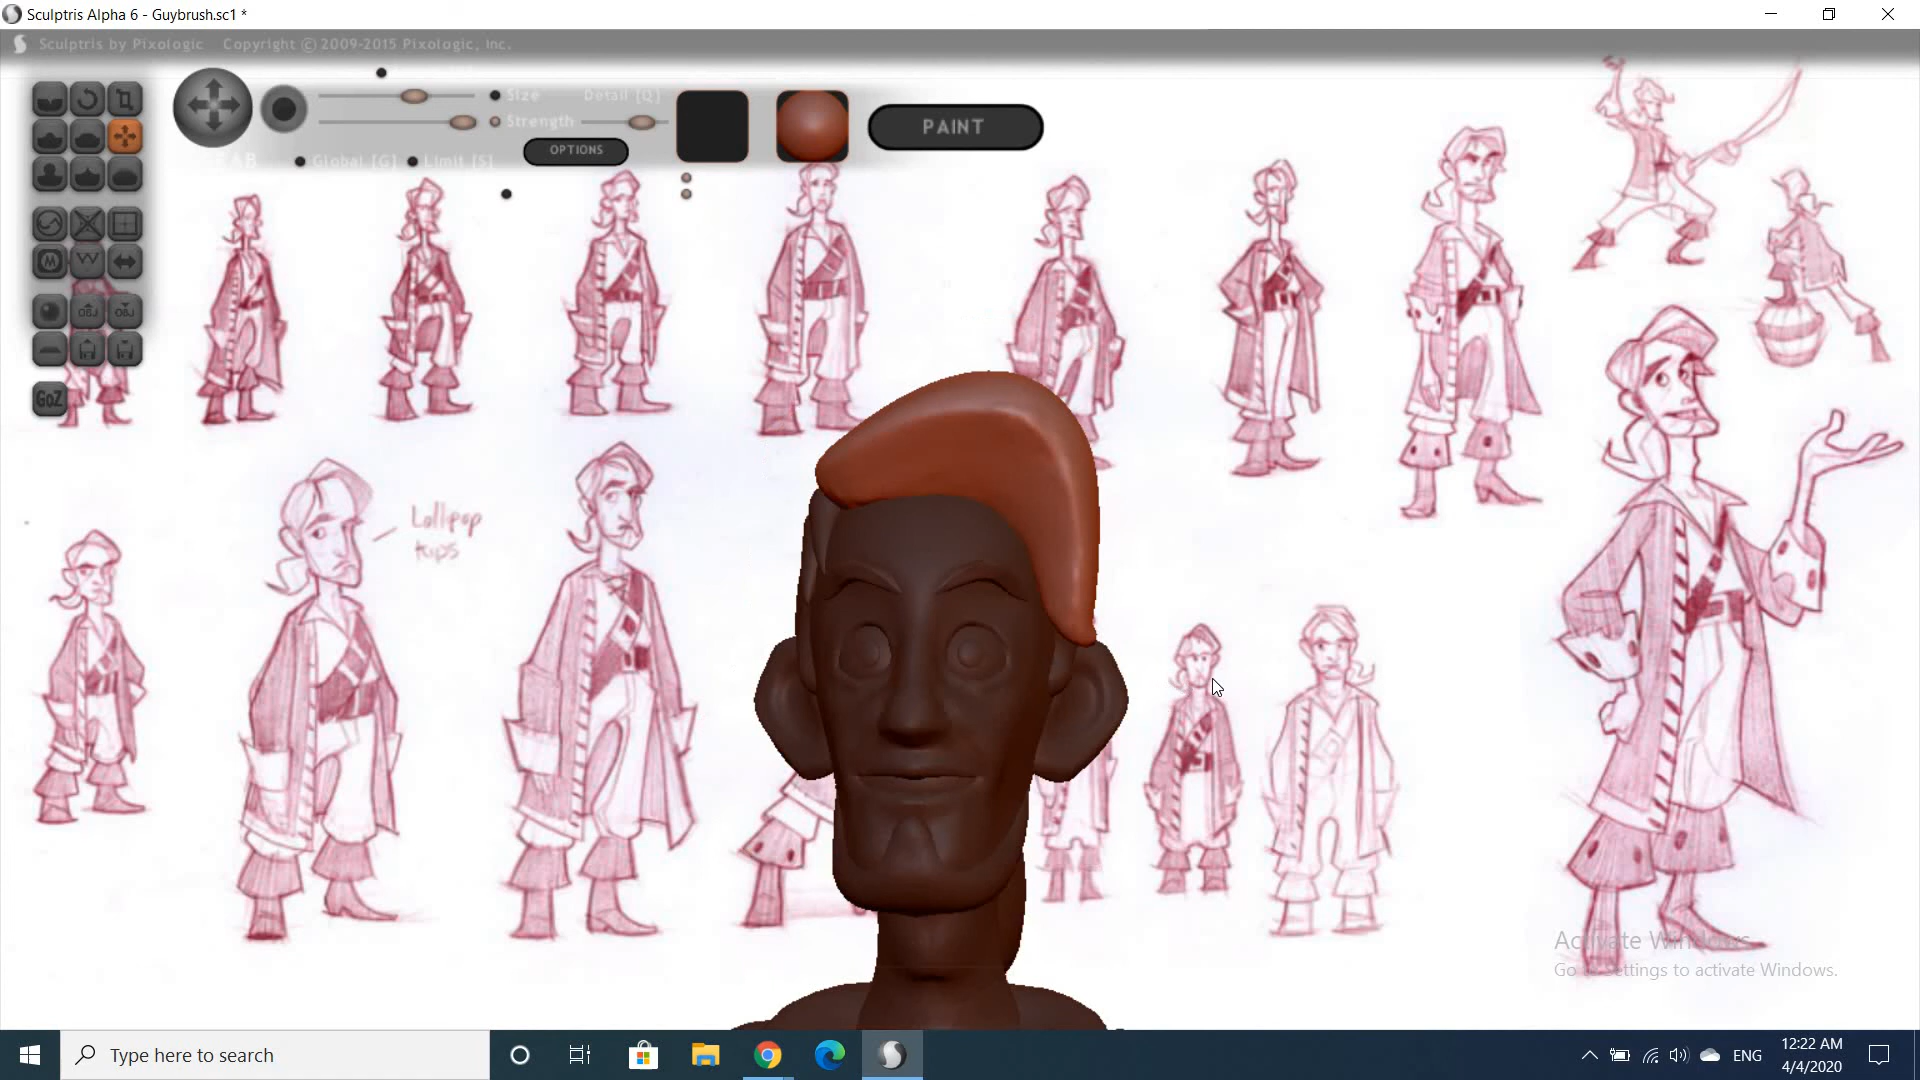 Sculptris Alpha 6 - Guybrush.sc1 *
Sculptris by Pixologic Copyright © 2009-2015 Pixologic, Inc.
Size
Detail [Q]
Strength
PAINT
OPTIONS
Global [G]
Limit [S]
M
OBJ
OBJ
GoZ
Lollipop
Activate Windows
Go to Settings to activate Windows.
Type here to search
ENG
12:22 AM
4/4/2020